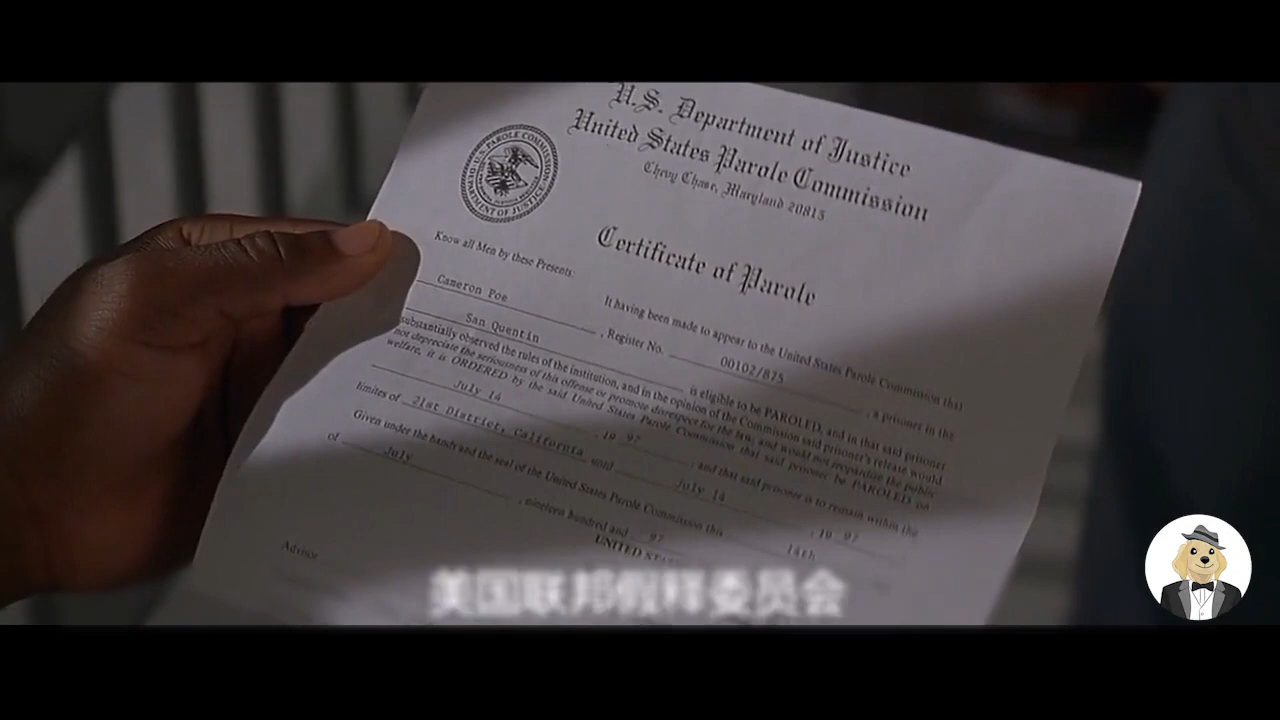 U.S. Department of Justice
United States Parole Commission
Chevy Chase, Maryland 20815
U.S. PAROLE COMMISSION
DEPARTMENT OF JUSTICE
Certificate of Parole
Know all Men by these Presents:
It having been made to appear to the United States Parole Commission that
Cameron Poe, Register No. 00102/875, a prisoner in the
San Quentin is eligible to be PAROLED, and in that said prisoner
substantially observed the rules of the institution, and in the opinion of the Commission said prisoner's release would
not depreciate the seriousness of this offense or promote disrespect for the law, and would not jeopardize the public
welfare, it is ORDERED by the said United States Parole Commission that said prisoner be PAROLED on
July 14, 19 97, and that said prisoner is to remain within the
limites of 21st District, California until July 14, 19 97
Given under the hands and the seal of the United States Parole Commission this 14th
of July, nineteen hundred and 97
UNITED
Advisor
美国联邦假释委员会